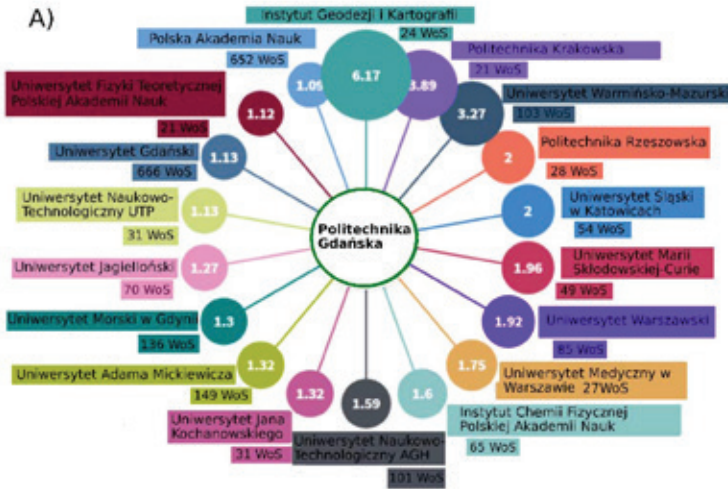 A)
Instytut Geodezji i Kartografii
24 WoS
6.17
Politechnika Krakowska
21 WoS
3.89
Uniwersytet Warmińsko-Mazurski
103 WoS
3.27
Politechnika Rzeszowska
28 WoS
2
Uniwersytet Śląski
w Katowicach
54 WoS
2
Uniwersytet Marii
Skłodowskiej-Curie
49 WoS
1.96
Uniwersytet Warszawski
85 WoS
1.92
Uniwersytet Medyczny w
Warszawie 27WoS
1.75
Instytut Chemii Fizycznej
Polskiej Akademii Nauk
65 WoS
1.6
Uniwersytet Naukowo-
Technologiczny AGH
101 WoS
1.59
Uniwersytet Jana
Kochanowskiego
31 WoS
1.32
Uniwersytet Adama Mickiewicza
149 WoS
1.32
Uniwersytet Morski w Gdyni
136 WoS
1.3
Uniwersytet Jagielloński
70 WoS
1.27
Uniwersytet Naukowo-
Technologiczny UTP
31 WoS
1.13
Uniwersytet Gdański
666 WoS
1.13
Uniwersytet Fizyki Teoretycznej
Polskiej Akademii Nauk
21 WoS
1.12
Polska Akademia Nauk
652 WoS
1.09
Politechnika
Gdańska